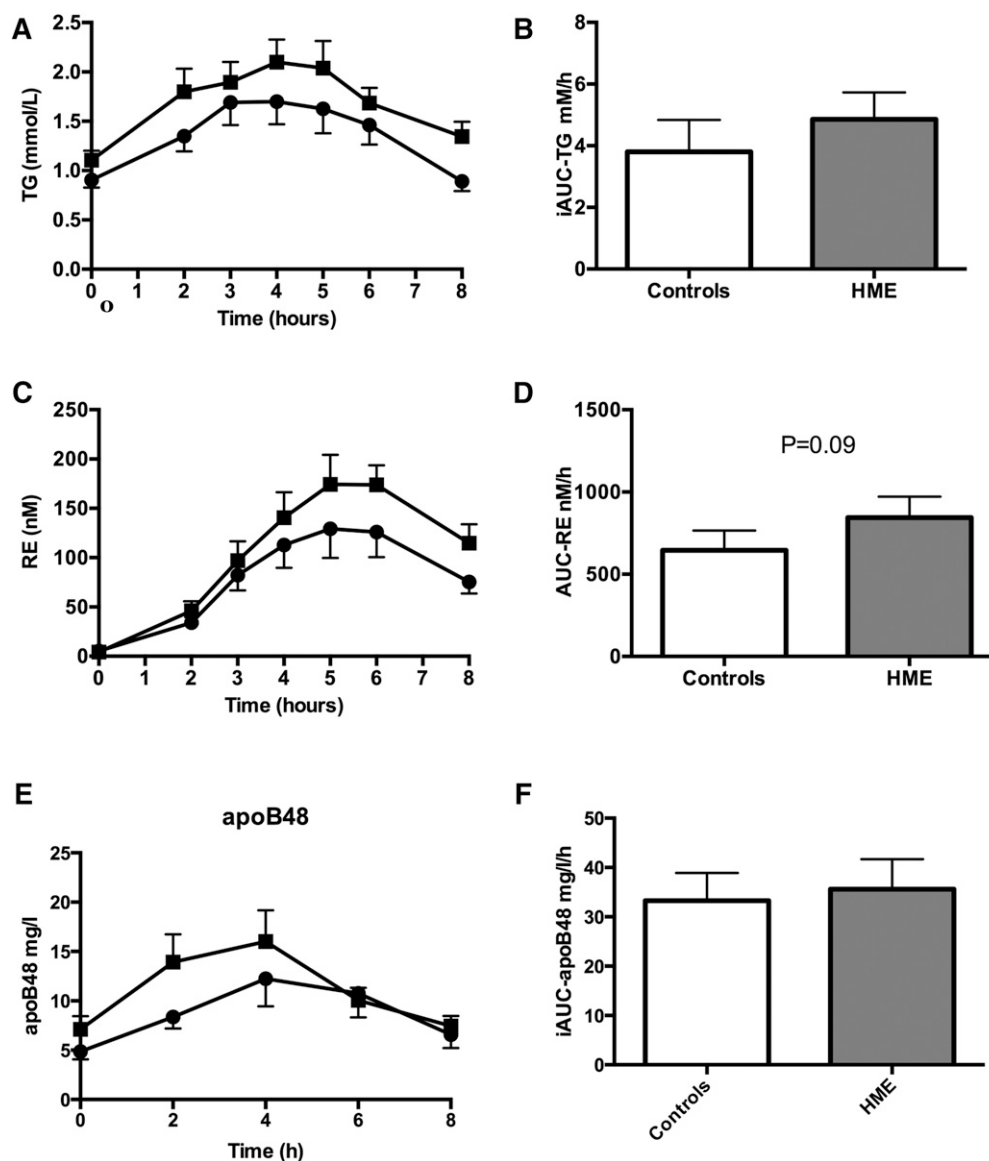 A
TG (mmol/L)
2.5
2.0
1.5
1.0
0.5
0.0
0 1 2 3 4 5 6 8
o
Time (hours)
B
iAUC-TG mM/h
8
6
4
2
0
Controls HME
C
RE (nM)
250
200
150
100
50
0
0 1 2 3 4 5 6 8
Time (hours)
D
AUC-RE nM/h
1500
1000
500
0
P=0.09
Controls HME
E
apoB48
apoB48 mg/l
25
20
15
10
5
0
0 2 4 6 8
Time (h)
F
iAUC-apoB48 mg/l/h
50
40
30
20
10
0
Controls
HME